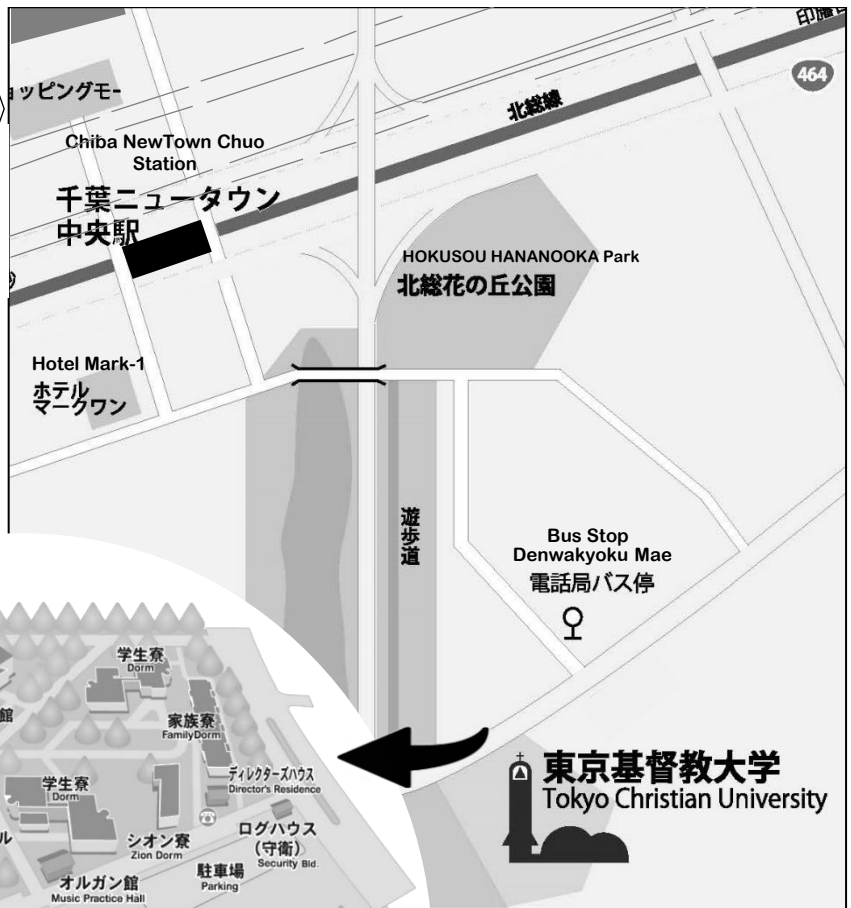 464
北総線
ョッピングモー
Chiba NewTown Chuo
Station
千葉ニュータウン
中央駅
HOKUSOU HANANOOKA Park
北総花の丘公園
Hotel Mark-1
ホテル
マークワン
遊歩道
Bus Stop
Denwakyoku Mae
電話局バス停
学生寮
Dorm
館
家族寮
FamilyDorm
ディレクターズハウス
Director's Residence
学生寮
Dorm
ル
シオン寮
Zion Dorm
ログハウス
(守衛)
Security Bld.
駐車場
Parking
オルガン館
Music Practice Hall
東京基督教大学
Tokyo Christian University